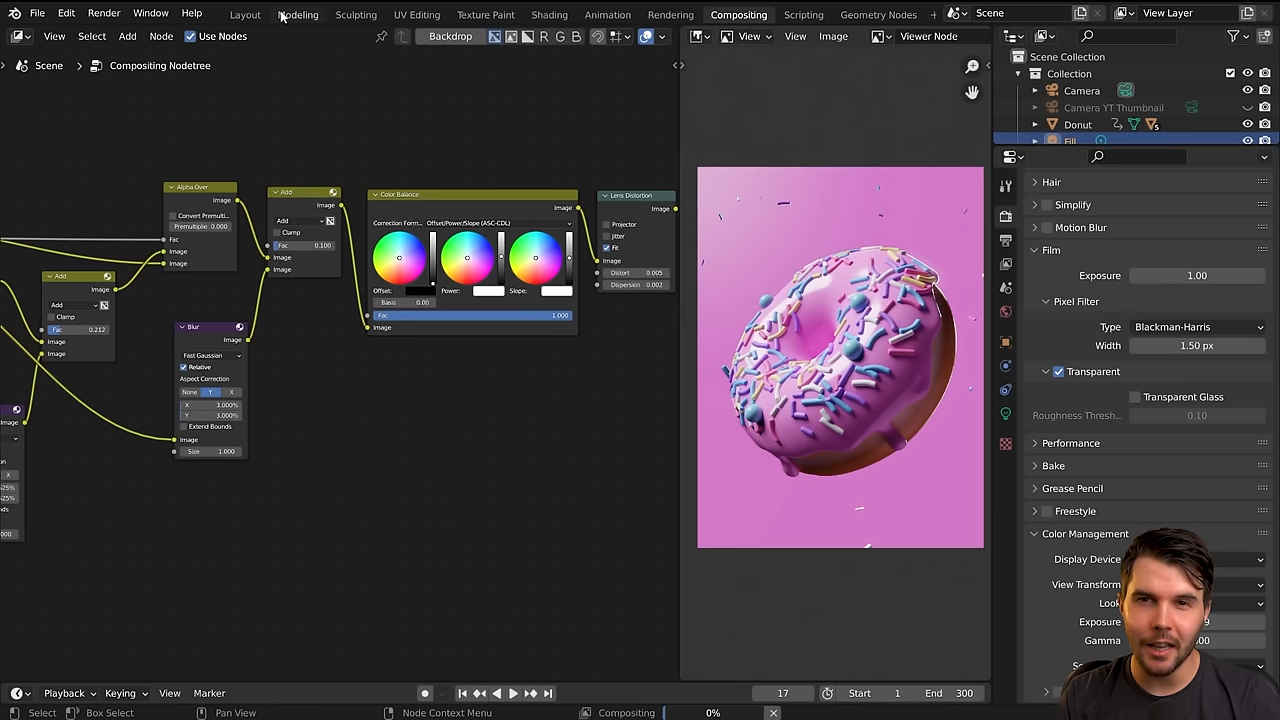 File Edit Render Window Help Layout Modeling Sculpting UV Editing Texture Paint Shading Animation Rendering Compositing Scripting Geometry Nodes + Scene View Layer
View Select Add Node Use Nodes Backdrop R G B View View Image Viewer Node
Scene > Compositing Nodetree
Scene Collection
Collection
Camera
Camera YT Thumbnail
Donut 5
Fill
Alpha Over
Image
Convert Premulti...
Premultiplie 0.000
Fac
Image
Image
Add
Image
Add
Clamp
Fac 0.100
Image
Image
Color Balance
Image
Correction Form... Offset/Power/Slope (ASC-CDL)
Offset: Power: Slope:
Basis 0.00
Fac 1.000
Image
Lens Distortion
Image
Projector
Jitter
Fit
Image
Distort 0.005
Dispersion 0.002
Add
Image
Add
Clamp
Fac 0.212
Image
Image
Blur
Image
Fast Gaussian
Relative
Aspect Correction
None Y X
X 3.000%
Y 3.000%
Extend Bounds
Image
Size 1.000
Image
X
Hair
Simplify
Motion Blur
Film
Exposure 1.00
Pixel Filter
Type Blackman-Harris
Width 1.50 px
Transparent
Transparent Glass
Roughness Thresh... 0.10
Performance
Bake
Grease Pencil
Freestyle
Color Management
Display Device
View Transform
Look
Exposure
Gamma
Playback Keying View Marker 17 Start 1 End 300
Select Box Select Pan View Node Context Menu Compositing 0%